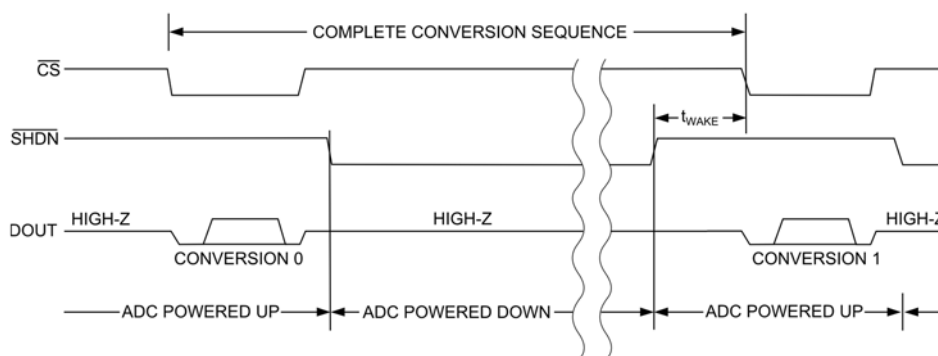 COMPLETE CONVERSION SEQUENCE
CS
tWAKE
SHDN
HIGH-Z
HIGH-Z
HIGH-Z
DOUT
CONVERSION 0
CONVERSION 1
ADC POWERED UP
ADC POWERED DOWN
ADC POWERED UP